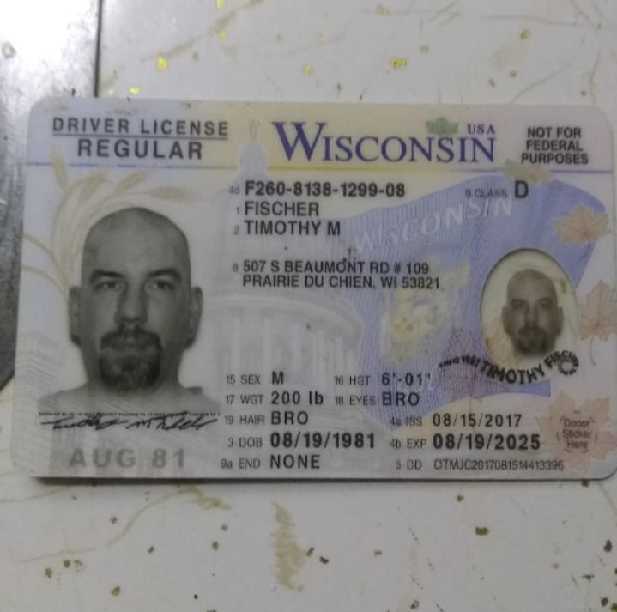 DRIVER LICENSE
REGULAR
WISCONSIN USA
NOT FOR
FEDERAL
PURPOSES
4d F260-8138-1299-08
9 CLASS D
1 FISCHER
2 TIMOTHY M
WISCONSIN
8 507 S BEAUMONT RD # 109
PRAIRIE DU CHIEN, WI 53821
TIMOTHY FISCH
15 SEX M 16 HGT 6'-01"
17 WGT 200 lb 18 EYES BRO
19 HAIR BRO 4a ISS 08/15/2017
3 DOB 08/19/1981 4b EXP 08/19/2025
AUG 81
9a END NONE 5 DD OTMJC2017081514413396
"Donor"
Sticker
Here